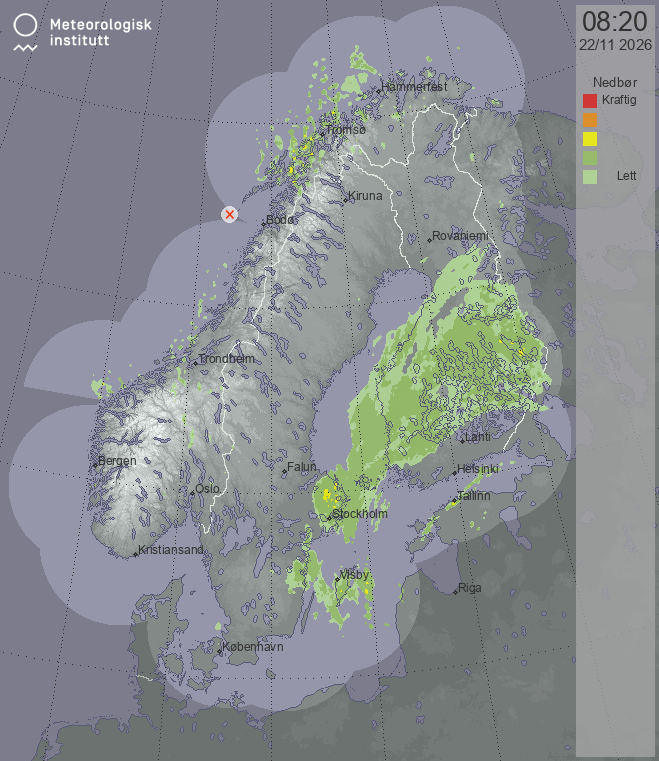 Meteorologisk
institutt
08:20
22/11 2026
Nedbør
Kraftig
Lett
Hammerfest
Tromsø
Kiruna
Bodø
Rovaniemi
Trondheim
Lahti
Bergen
Falun
Helsinki
Oslo
Tallinn
Stockholm
Kristiansand
Visby
Riga
København